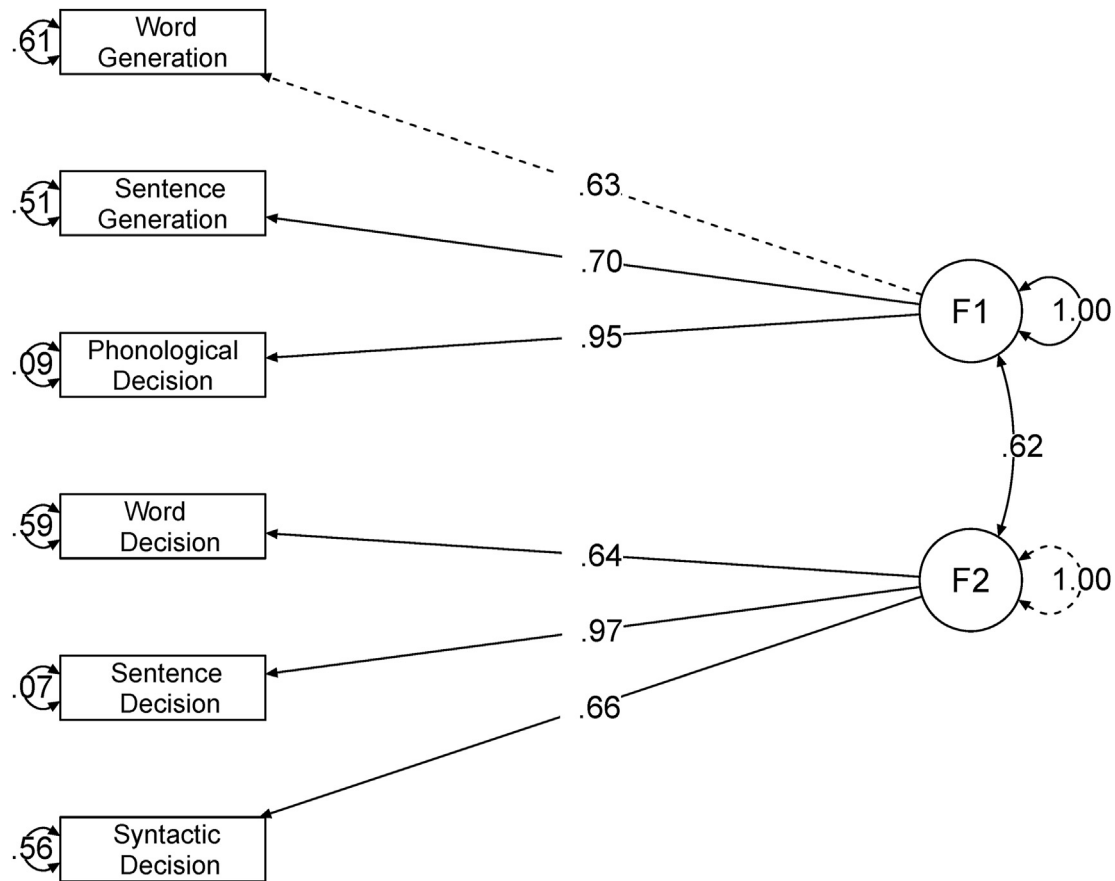 .61
Word
Generation
.63
.51
Sentence
Generation
.70
F1
1.00
.09
Phonological
Decision
.95
.62
.59
Word
Decision
.64
F2
1.00
.07
Sentence
Decision
.97
.66
.56
Syntactic
Decision